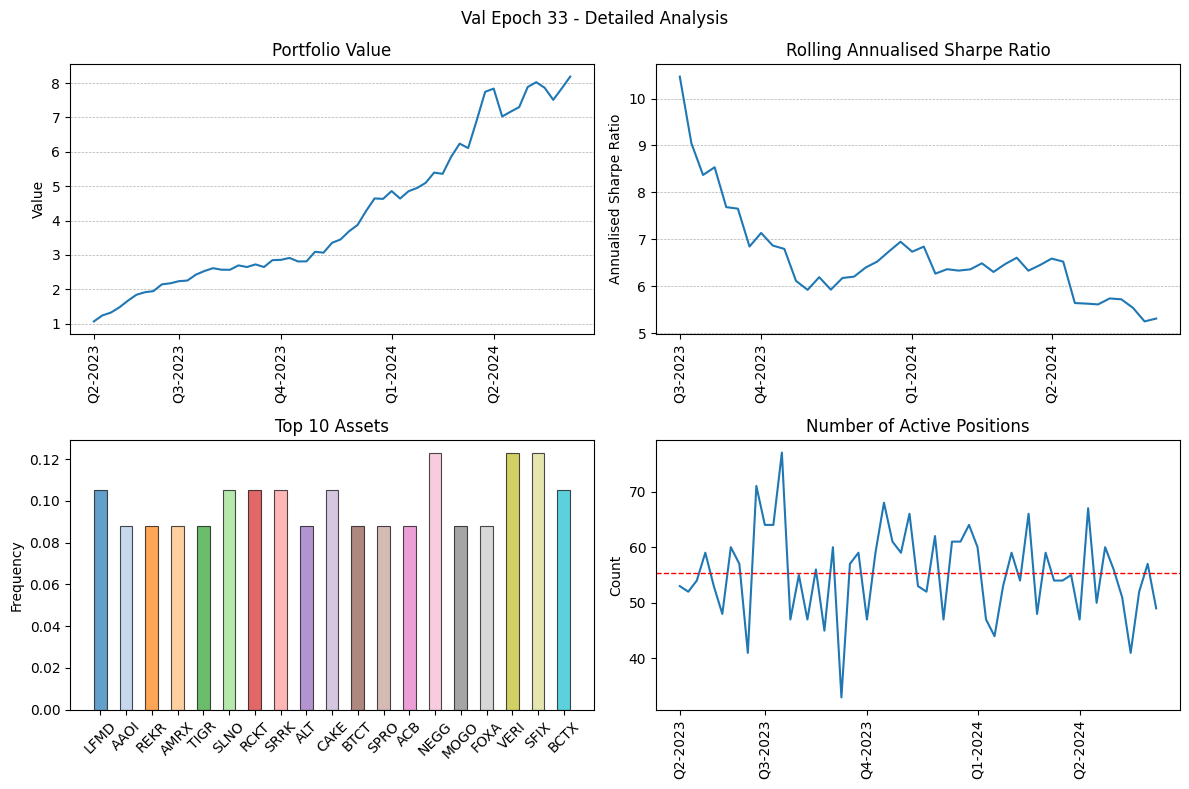 Val Epoch 33 - Detailed Analysis
Portfolio Value
Value
8
7
6
5
4
3
2
1
Q2-2023
Q3-2023
Q4-2023
Q1-2024
Q2-2024
Rolling Annualised Sharpe Ratio
Annualised Sharpe Ratio
10
9
8
7
6
5
Q3-2023
Q4-2023
Q1-2024
Q2-2024
Top 10 Assets
Frequency
0.12
0.10
0.08
0.06
0.04
0.02
0.00
LFMD
AAOI
REKR
AMRX
TIGR
SLNO
RCKT
SRRK
ALT
CAKE
BTCT
SPRO
ACB
NEGG
MOGO
FOXA
VERI
SFIX
BCTX
Number of Active Positions
Count
70
60
50
40
Q2-2023
Q3-2023
Q4-2023
Q1-2024
Q2-2024